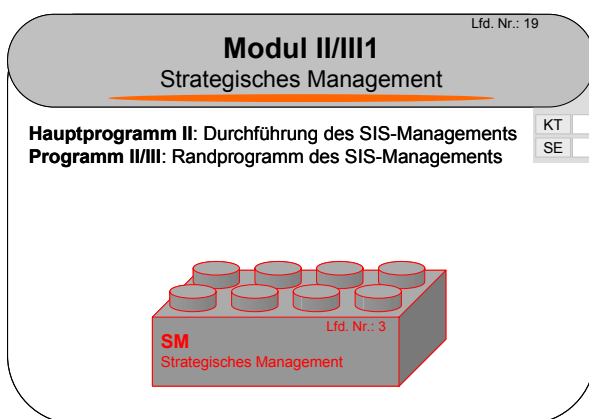 Lfd. Nr.: 19
Modul II/III1
Strategisches Management
Hauptprogramm II: Durchführung des SIS-Managements
Programm II/III: Randprogramm des SIS-Managements
KT
SE
Lfd. Nr.: 3
SM
Strategisches Management